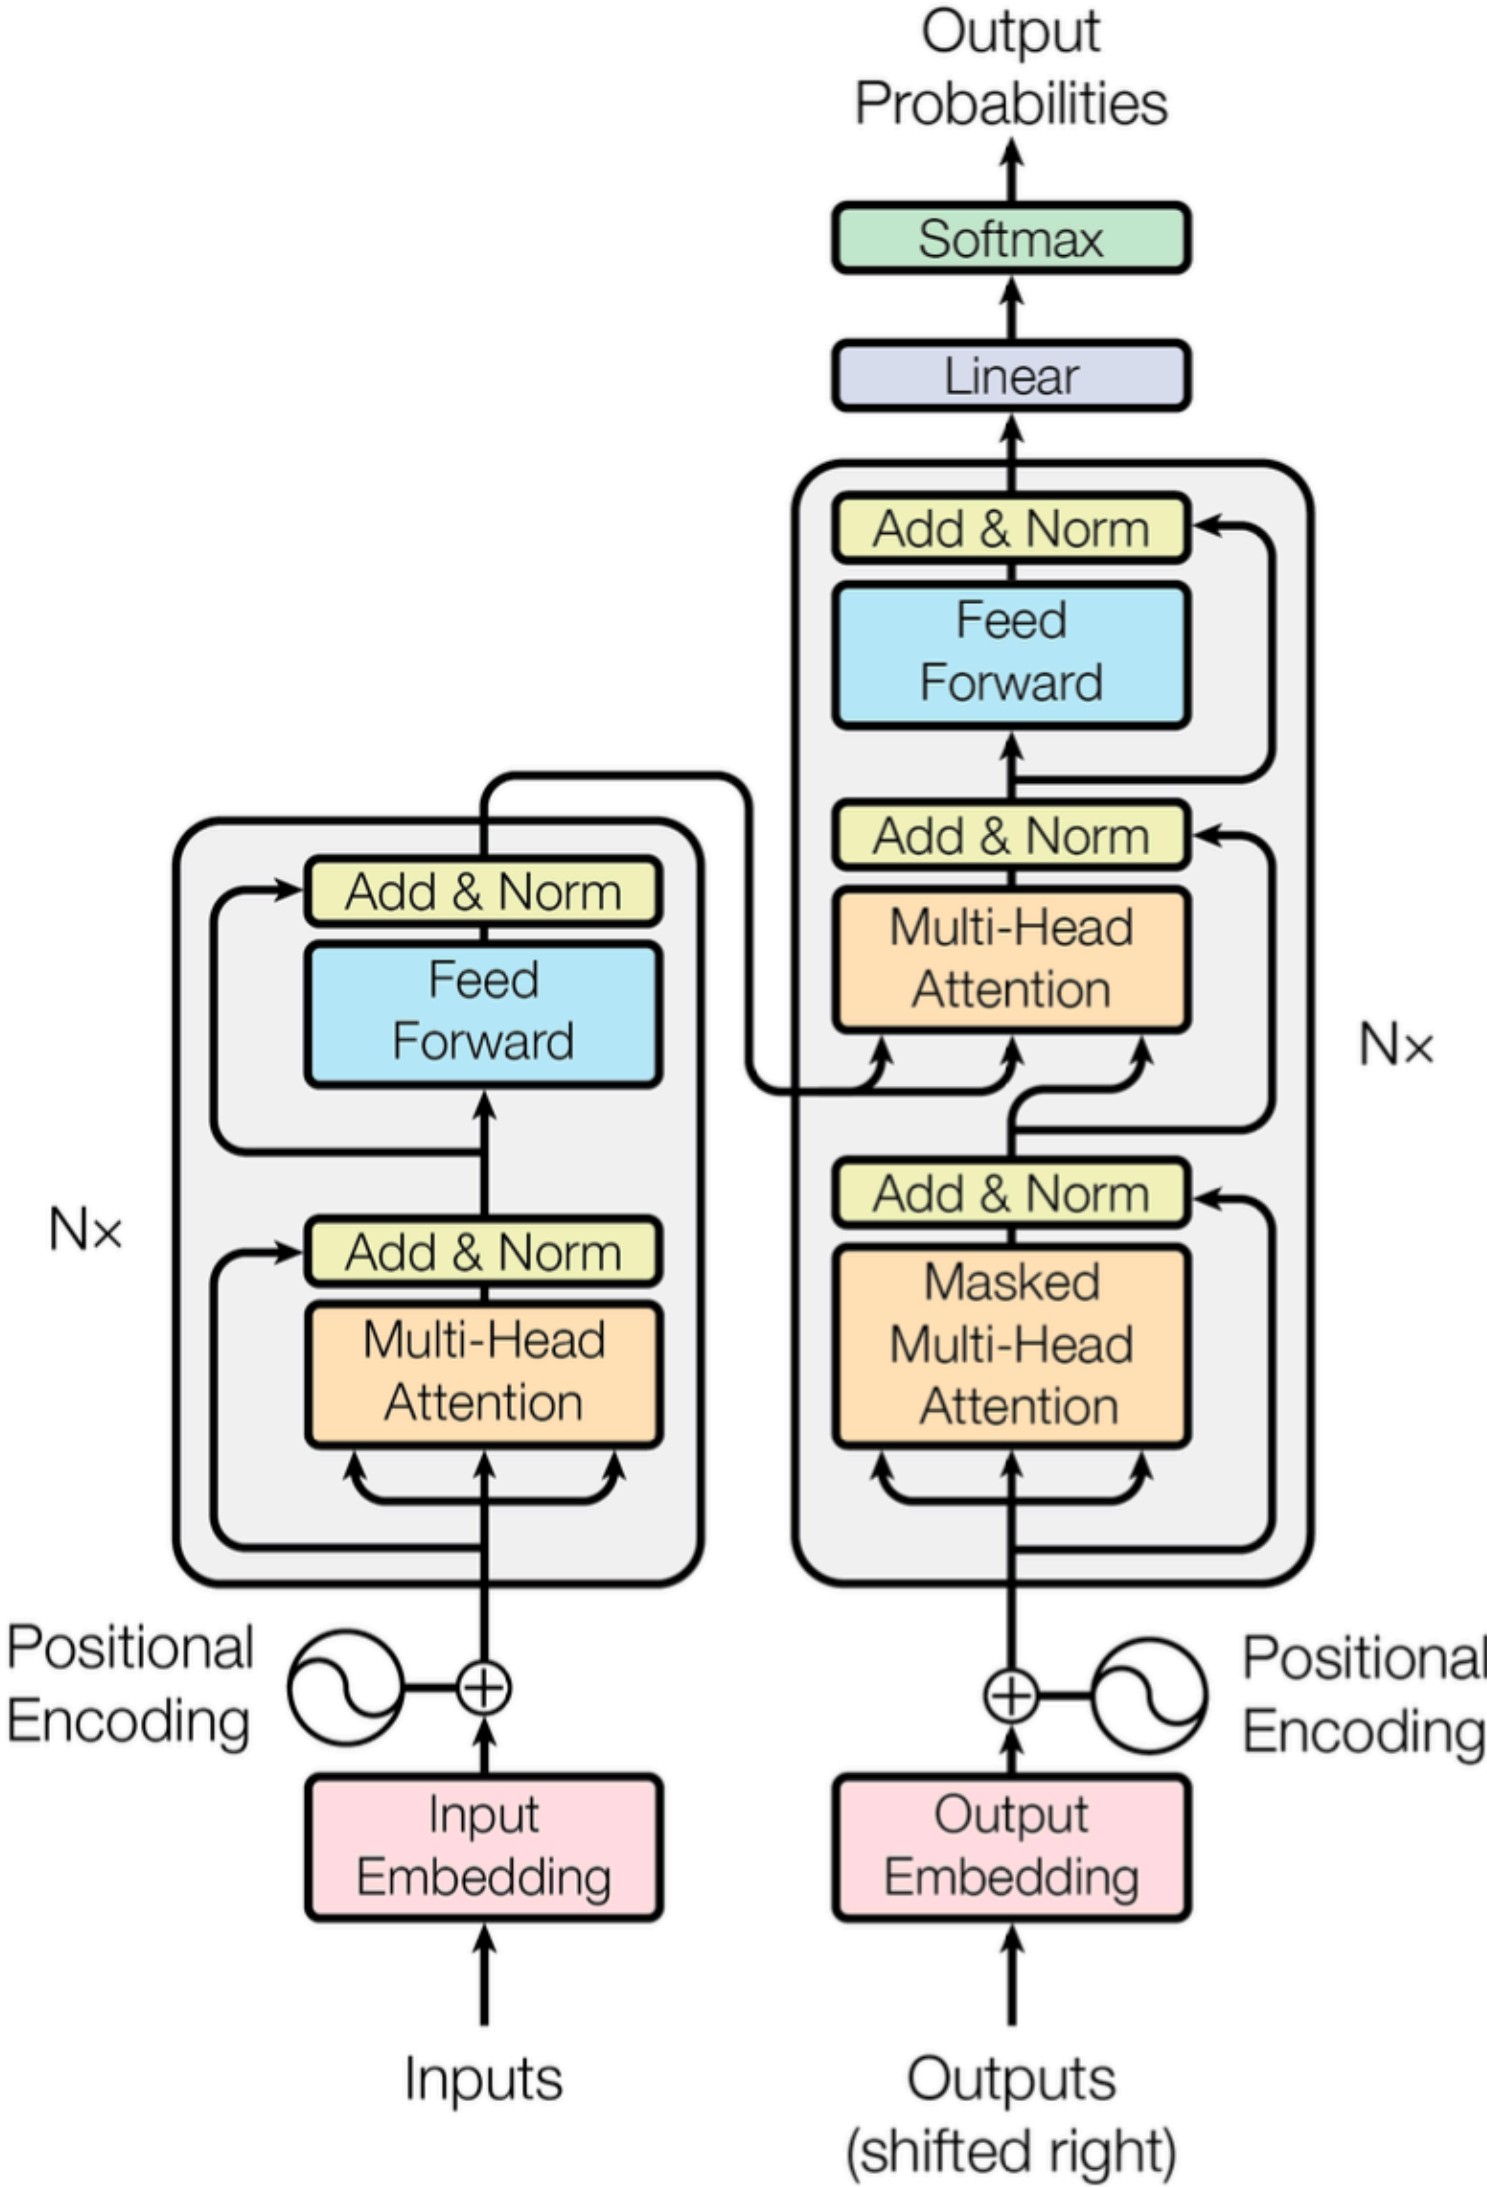 Output
Probabilities
Softmax
Linear
Add & Norm
Feed
Forward
Add & Norm
Multi-Head
Attention
Nx
Add & Norm
Masked
Multi-Head
Attention
Add & Norm
Feed
Forward
Nx
Add & Norm
Multi-Head
Attention
Positional
Encoding
Positional
Encoding
Input
Embedding
Output
Embedding
Inputs
Outputs
(shifted right)